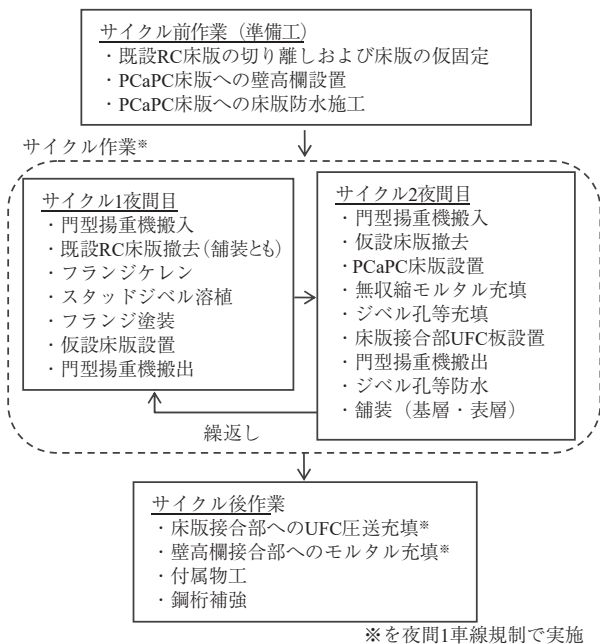 サイクル前作業（準備工）
・既設RC床版の切り離しおよび床版の仮固定
・PCaPC床版への壁高欄設置
・PCaPC床版への床版防水施工
サイクル作業※
サイクル1夜間目
・門型揚重機搬入
・既設RC床版撤去（舗装とも）
・フランジケレン
・スタッドジベル溶植
・フランジ塗装
・仮設床版設置
・門型揚重機搬出
サイクル2夜間目
・門型揚重機搬入
・仮設床版撤去
・PCaPC床版設置
・無収縮モルタル充填
・ジベル孔等充填
・床版接合部UFC板設置
・門型揚重機搬出
・ジベル孔等防水
・舗装（基層・表層）
繰返し
サイクル後作業
・床版接合部へのUFC圧送充填※
・壁高欄接合部へのモルタル充填※
・付属物工
・鋼桁補強
※を夜間1車線規制で実施